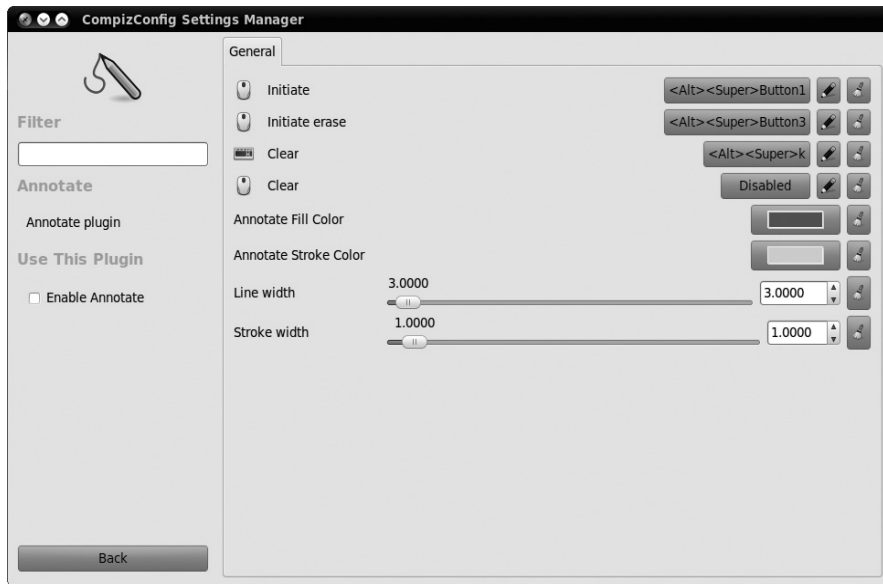 CompizConfig Settings Manager
Filter
Annotate
Annotate plugin
Use This Plugin
Enable Annotate
Back
General
Initiate <Alt><Super>Button1
Initiate erase <Alt><Super>Button3
Clear <Alt><Super>k
Clear Disabled
Annotate Fill Color
Annotate Stroke Color
3.0000
Line width 3.0000
1.0000
Stroke width 1.0000